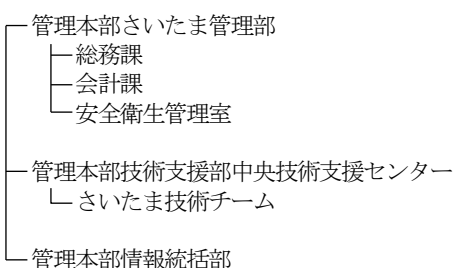 管理本部さいたま管理部
総務課
会計課
安全衛生管理室
管理本部技術支援部中央技術支援センター
さいたま技術チーム
管理本部情報統括部